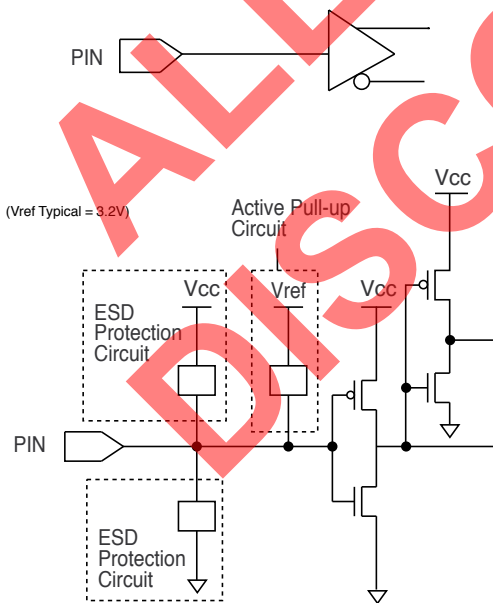 PIN
(Vref Typical = 3.2V)
Active Pull-up
Circuit
Vcc
Vcc
Vref
Vcc
ESD
Protection
Circuit
PIN
ESD
Protection
Circuit